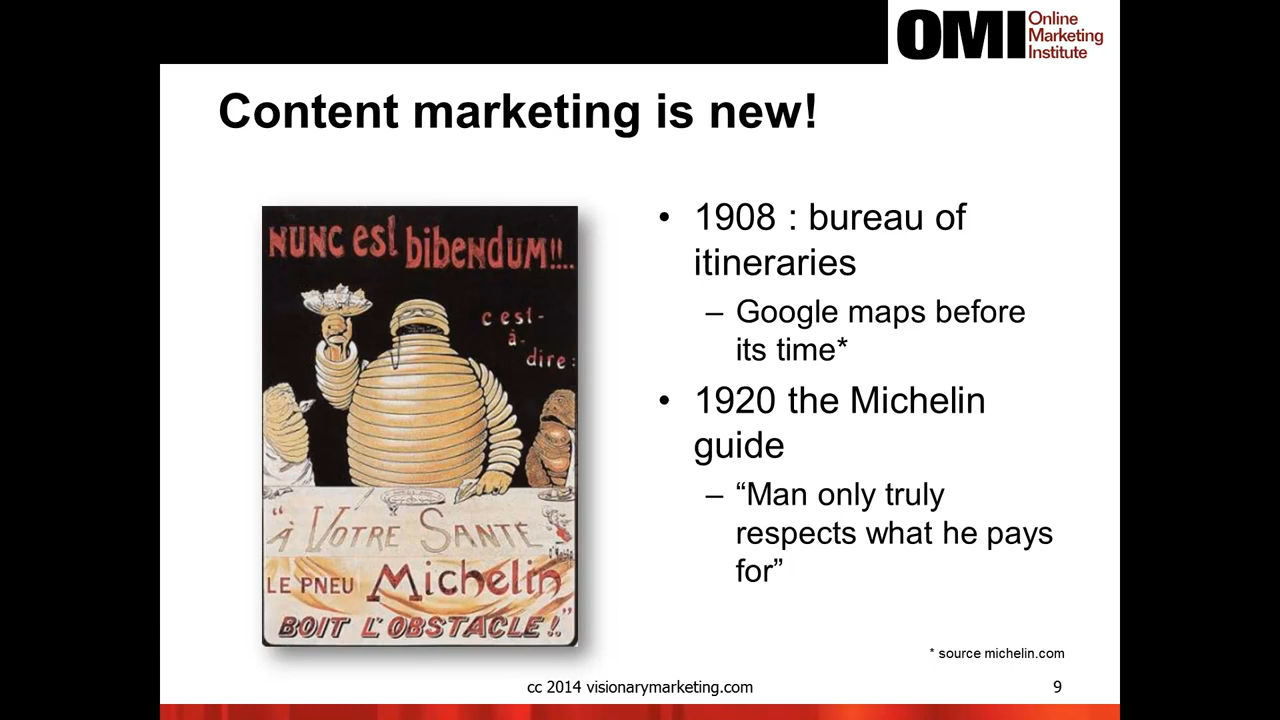 OMI Online
Marketing
Institute
Content marketing is new!
NUNC est bibendum!!...
c'est-
à-
dire:
"À VOTRE SANTÉ
LE PNEU Michelin
BOIT L'OBSTACLE!."
• 1908 : bureau of
itineraries
– Google maps before
its time*
• 1920 the Michelin
guide
– “Man only truly
respects what he pays
for”
* source michelin.com
cc 2014 visionarymarketing.com
9